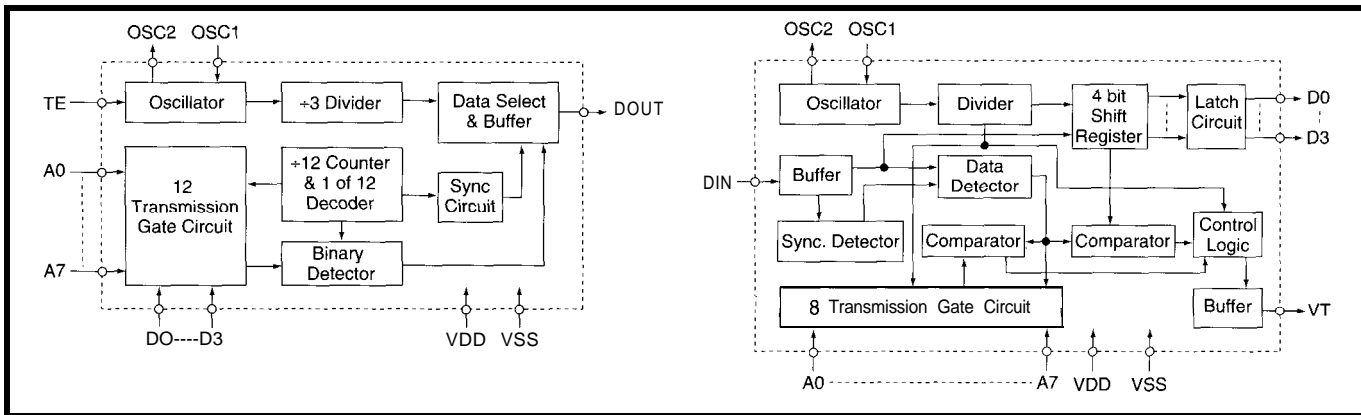 OSC2 OSC1
TE
Oscillator
÷3 Divider
Data Select
& Buffer
DOUT
A0
12
Transmission
Gate Circuit
÷12 Counter
& 1 of 12
Decoder
Sync
Circuit
Binary
Detector
A7
DO----D3
VDD VSS
OSC2 OSC1
Oscillator
Divider
4 bit
Shift
Register
Latch
Circuit
D0
D3
DIN
Buffer
Data
Detector
Sync. Detector
Comparator
Comparator
Control
Logic
8 Transmission Gate Circuit
Buffer
VT
A0 A7 VDD VSS